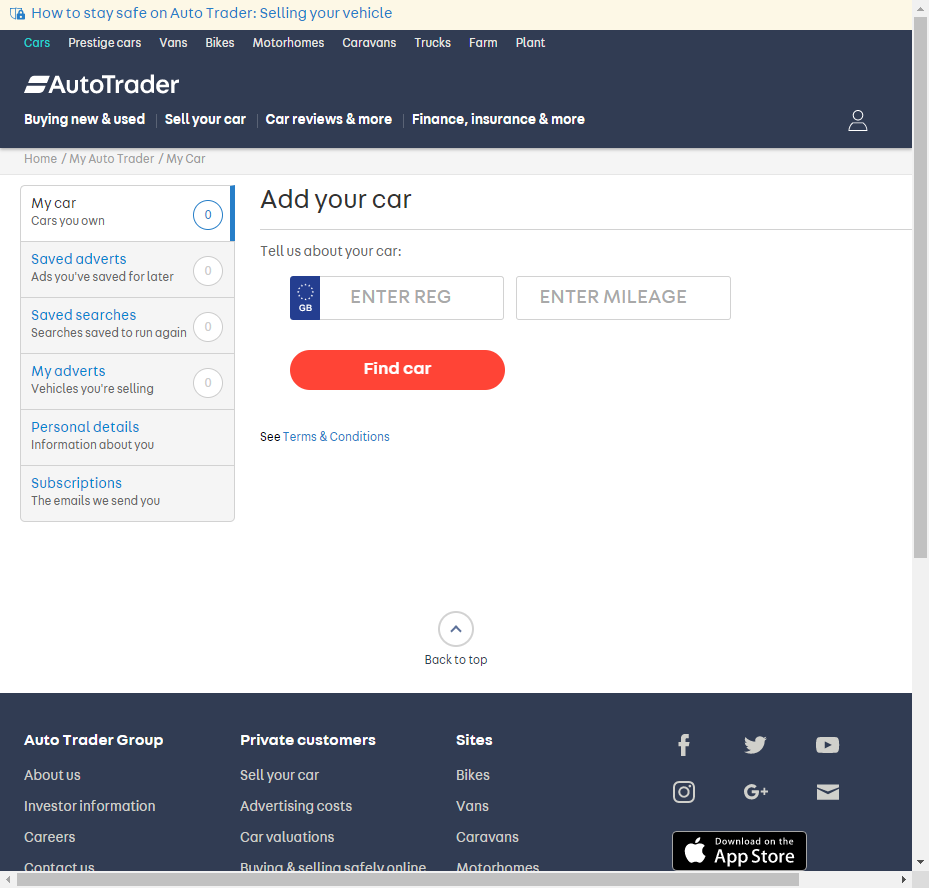 How to stay safe on Auto Trader: Selling your vehicle
Cars Prestige cars Vans Bikes Motorhomes Caravans Trucks Farm Plant
AutoTrader
Buying new & used Sell your car Car reviews & more Finance, insurance & more
Home / My Auto Trader / My Car
My car
Cars you own
0
Saved adverts
Ads you've saved for later
0
Saved searches
Searches saved to run again
0
My adverts
Vehicles you're selling
0
Personal details
Information about you
Subscriptions
The emails we send you
Add your car
Tell us about your car:
GB ENTER REG ENTER MILEAGE
Find car
See Terms & Conditions
Back to top
Auto Trader Group
About us
Investor information
Careers
Contact us
Private customers
Sell your car
Advertising costs
Car valuations
Buying & selling safely online
Sites
Bikes
Vans
Caravans
Motorhomes
G+
Download on the
App Store